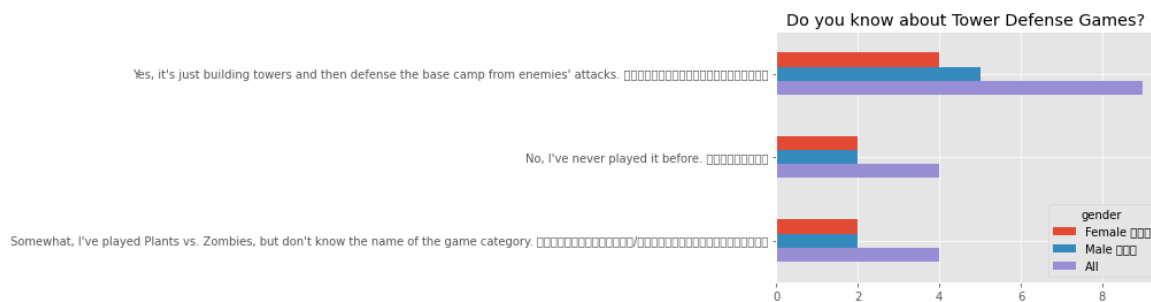 Do you know about Tower Defense Games?
Yes, it's just building towers and then defense the base camp from enemies' attacks.
No, I've never played it before.
Somewhat, I've played Plants vs. Zombies, but don't know the name of the game category.
gender
Female
Male
All
0 2 4 6 8